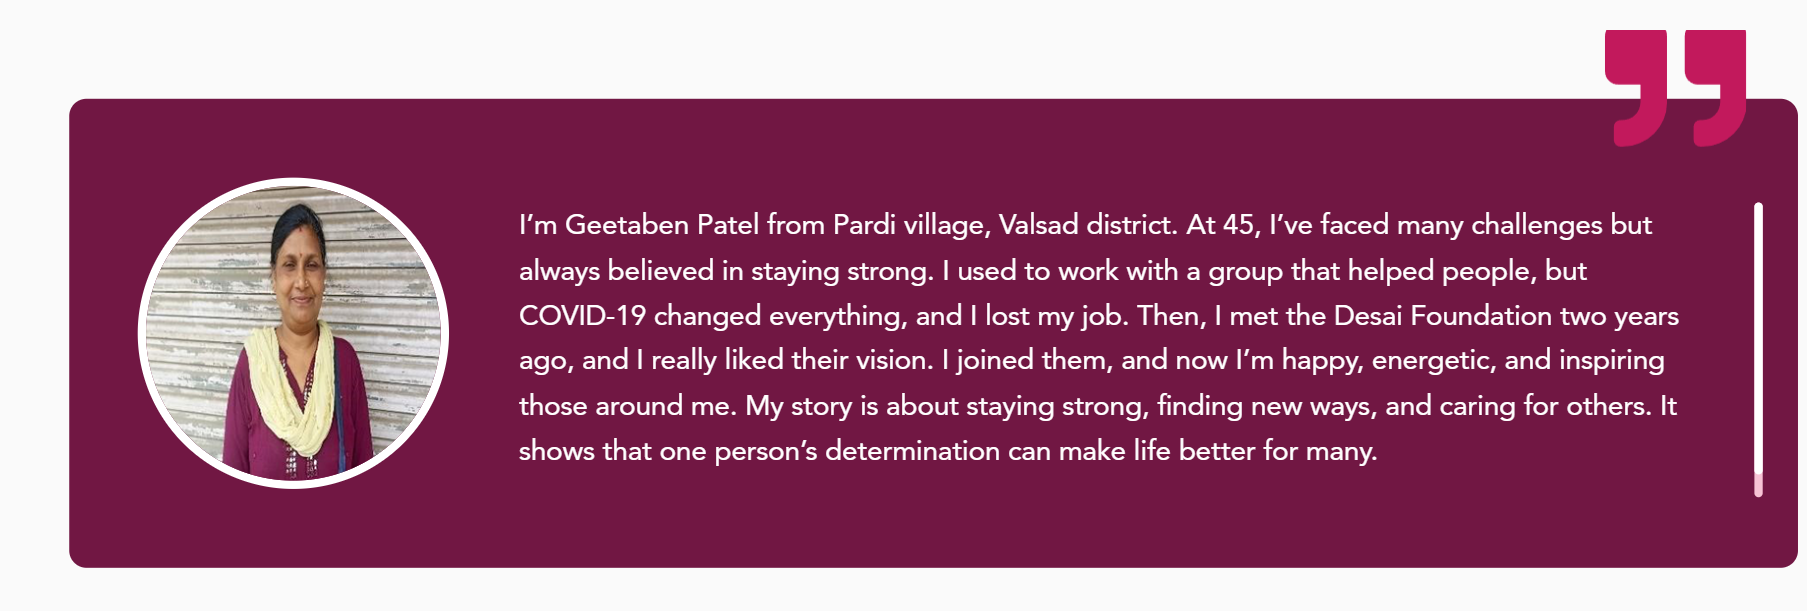 I’m Geetaben Patel from Pardi village, Valsad district. At 45, I’ve faced many challenges but
always believed in staying strong. I used to work with a group that helped people, but
COVID-19 changed everything, and I lost my job. Then, I met the Desai Foundation two years
ago, and I really liked their vision. I joined them, and now I’m happy, energetic, and inspiring
those around me. My story is about staying strong, finding new ways, and caring for others. It
shows that one person’s determination can make life better for many.